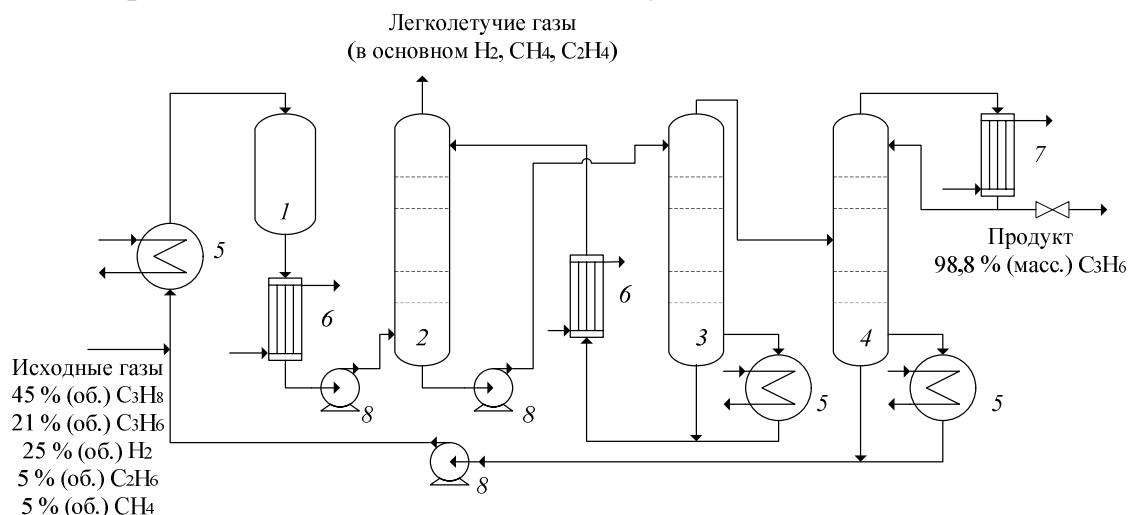 Легколетучие газы
(в основном H2, CH4, C2H4)
1
5
6
2
8
8
6
3
5
4
5
7
Продукт
98,8 % (масс.) C3H6
Исходные газы
45 % (об.) C3H8
21 % (об.) C3H6
25 % (об.) H2
5 % (об.) C2H6
5 % (об.) CH4
8